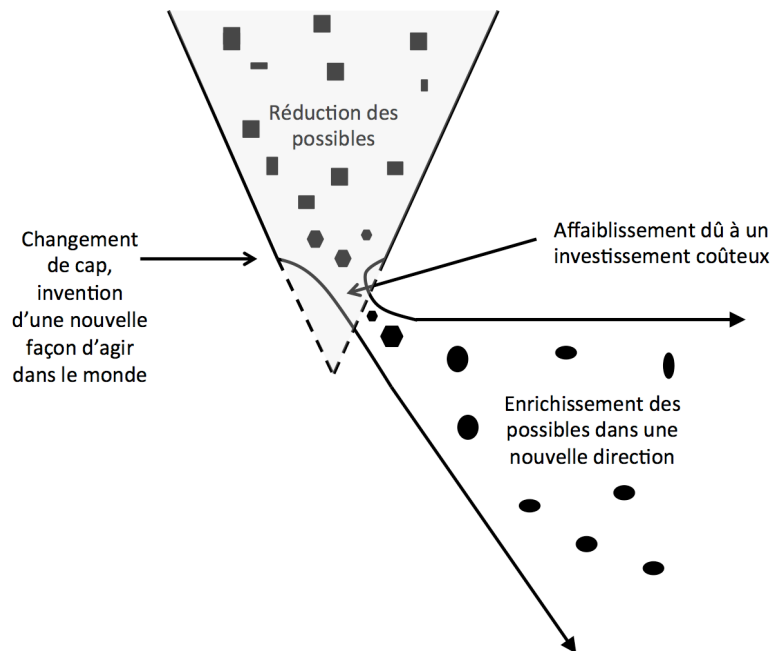 Réduction des
possibles
Changement
de cap,
invention
d’une nouvelle
façon d’agir
dans le monde
Affaiblissement dû à un
investissement coûteux
Enrichissement des
possibles dans une
nouvelle direction